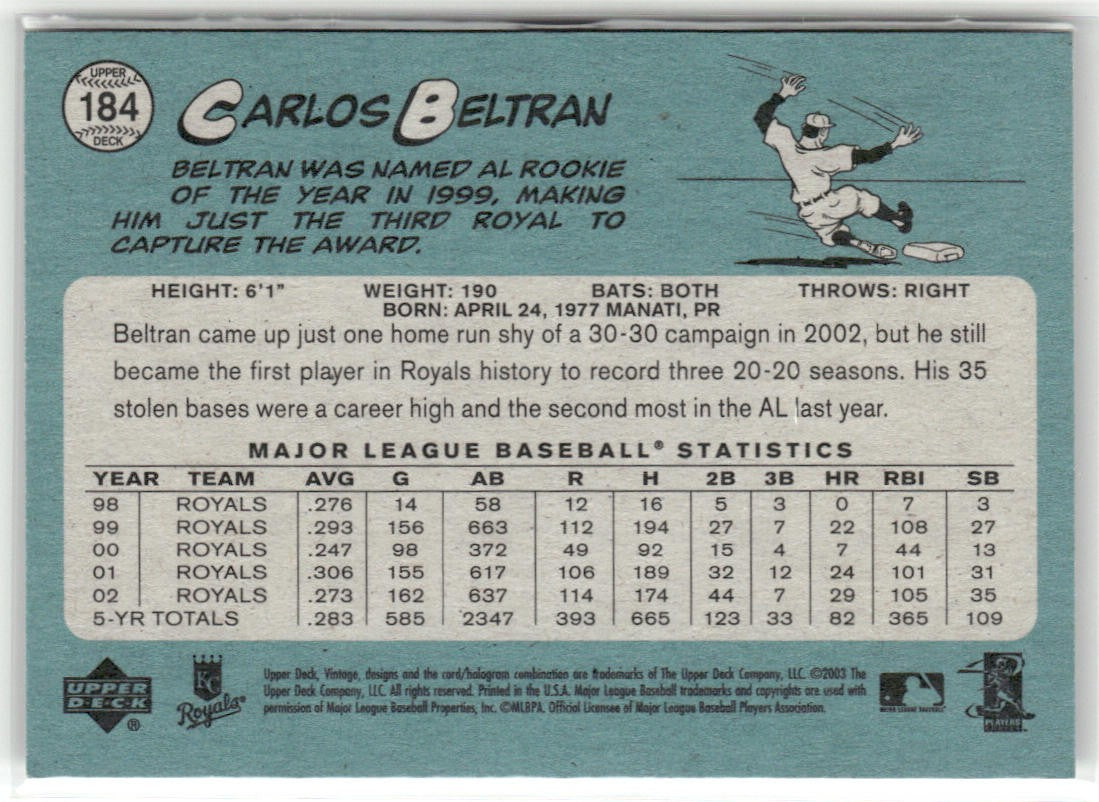 UPPER
184
DECK
CARLOS BELTRAN
BELTRAN WAS NAMED AL ROOKIE
OF THE YEAR IN 1999, MAKING
HIM JUST THE THIRD ROYAL TO
CAPTURE THE AWARD.
HEIGHT: 6'1" WEIGHT: 190 BATS: BOTH THROWS: RIGHT
BORN: APRIL 24, 1977 MANATI, PR
Beltran came up just one home run shy of a 30-30 campaign in 2002, but he still
became the first player in Royals history to record three 20-20 seasons. His 35
stolen bases were a career high and the second most in the AL last year.
MAJOR LEAGUE BASEBALL® STATISTICS
YEAR TEAM AVG G AB R H 2B 3B HR RBI SB
98 ROYALS .276 14 58 12 16 5 3 0 7 3
99 ROYALS .293 156 663 112 194 27 7 22 108 27
00 ROYALS .247 98 372 49 92 15 4 7 44 13
01 ROYALS .306 155 617 106 189 32 12 24 101 31
02 ROYALS .273 162 637 114 174 44 7 29 105 35
5-YR TOTALS .283 585 2347 393 665 123 33 82 365 109
UPPER
DECK®
KC
Royals®
Upper Deck, Vintage, designs and the card/hologram combination are trademarks of The Upper Deck Company, LLC. ©2003 The
Upper Deck Company, LLC. All rights reserved. Printed in the U.S.A. Major League Baseball trademarks and copyrights are used with
permission of Major League Baseball Properties, Inc. ©MLBPA. Official Licensee of Major League Baseball Players Association.
MAJOR LEAGUE BASEBALL
PLAYERS